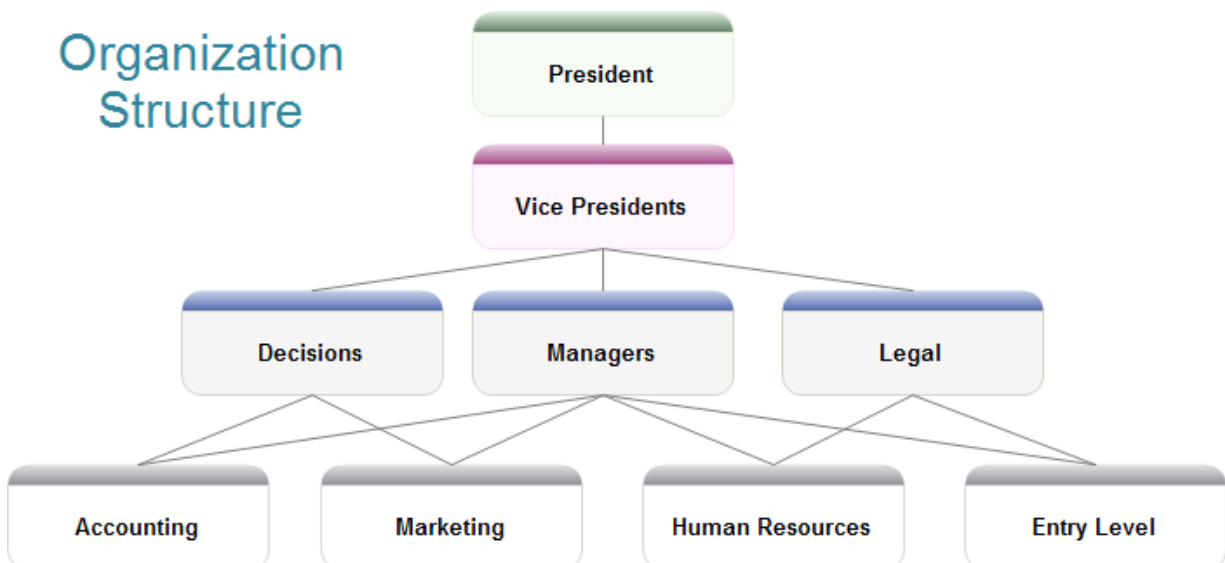 Organization
Structure
President
Vice Presidents
Decisions
Managers
Legal
Accounting
Marketing
Human Resources
Entry Level